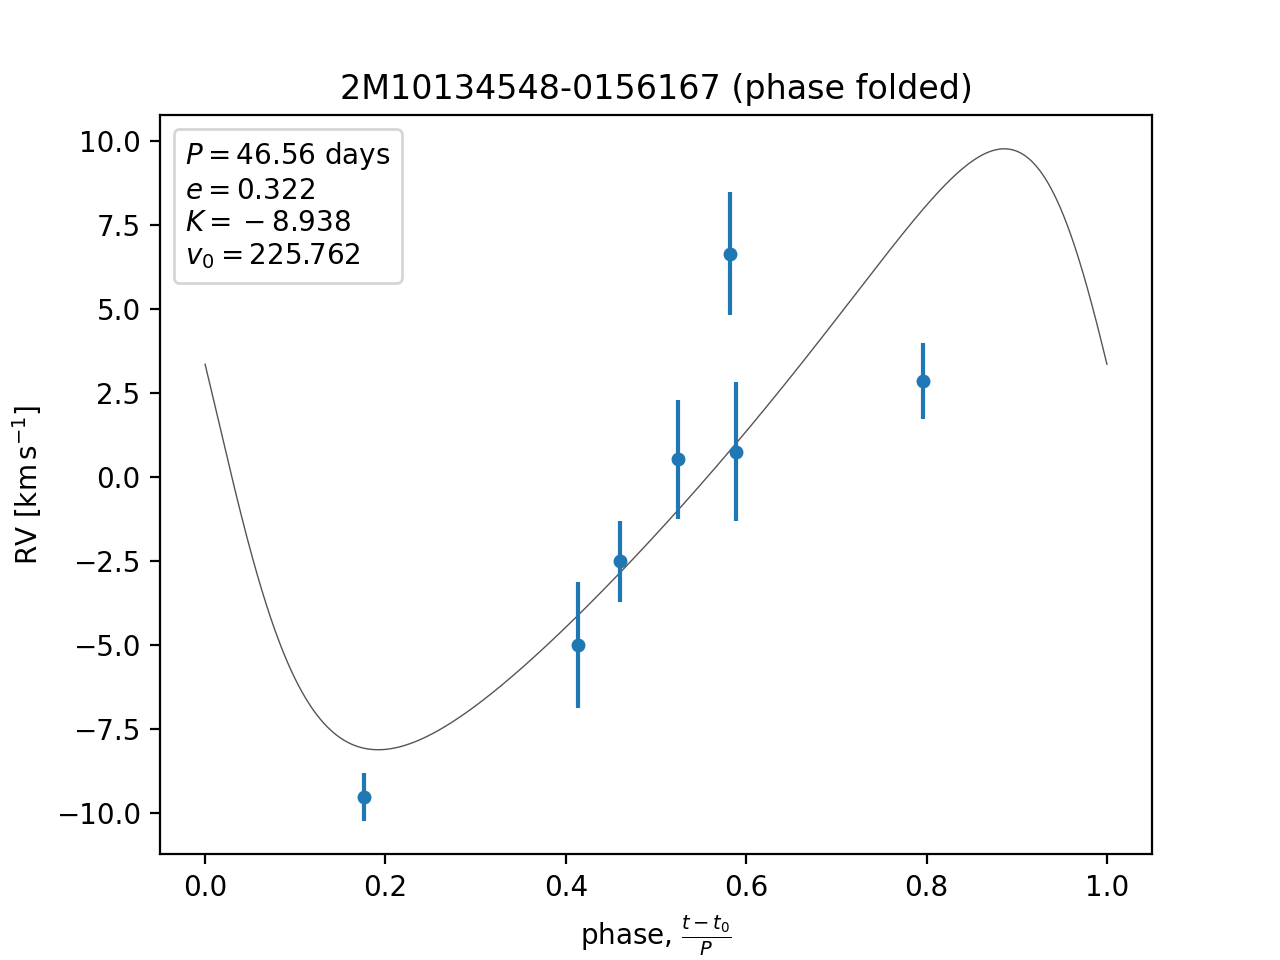 2M10134548-0156167 (phase folded)
P = 46.56 days
e = 0.322
K = −8.938
v₀ = 225.762
10.0
7.5
5.0
2.5
0.0
−2.5
−5.0
−7.5
−10.0
RV [km s⁻¹]
0.0 0.2 0.4 0.6 0.8 1.0
phase, (t − t₀)/P